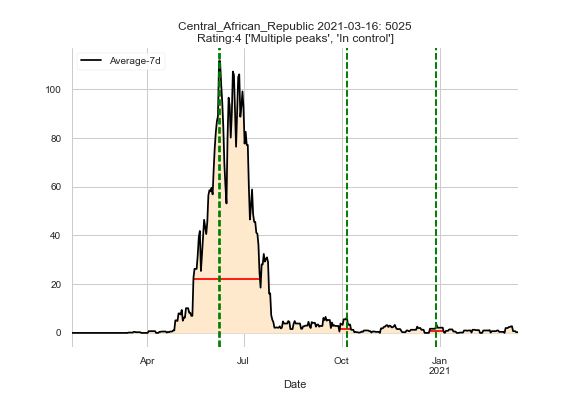 Central_African_Republic 2021-03-16: 5025
Rating:4 ['Multiple peaks', 'In control']
Average-7d
100
80
60
40
20
0
Apr
Jul
Oct
Jan
2021
Date